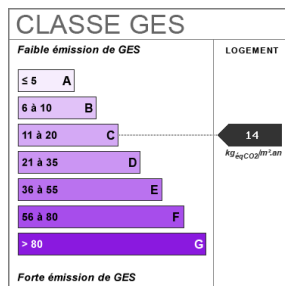 CLASSE GES
Faible émission de GES
LOGEMENT
≤ 5 A
6 à 10 B
11 à 20 C
14
kgéqCO2/m².an
21 à 35 D
36 à 55 E
56 à 80 F
> 80 G
Forte émission de GES